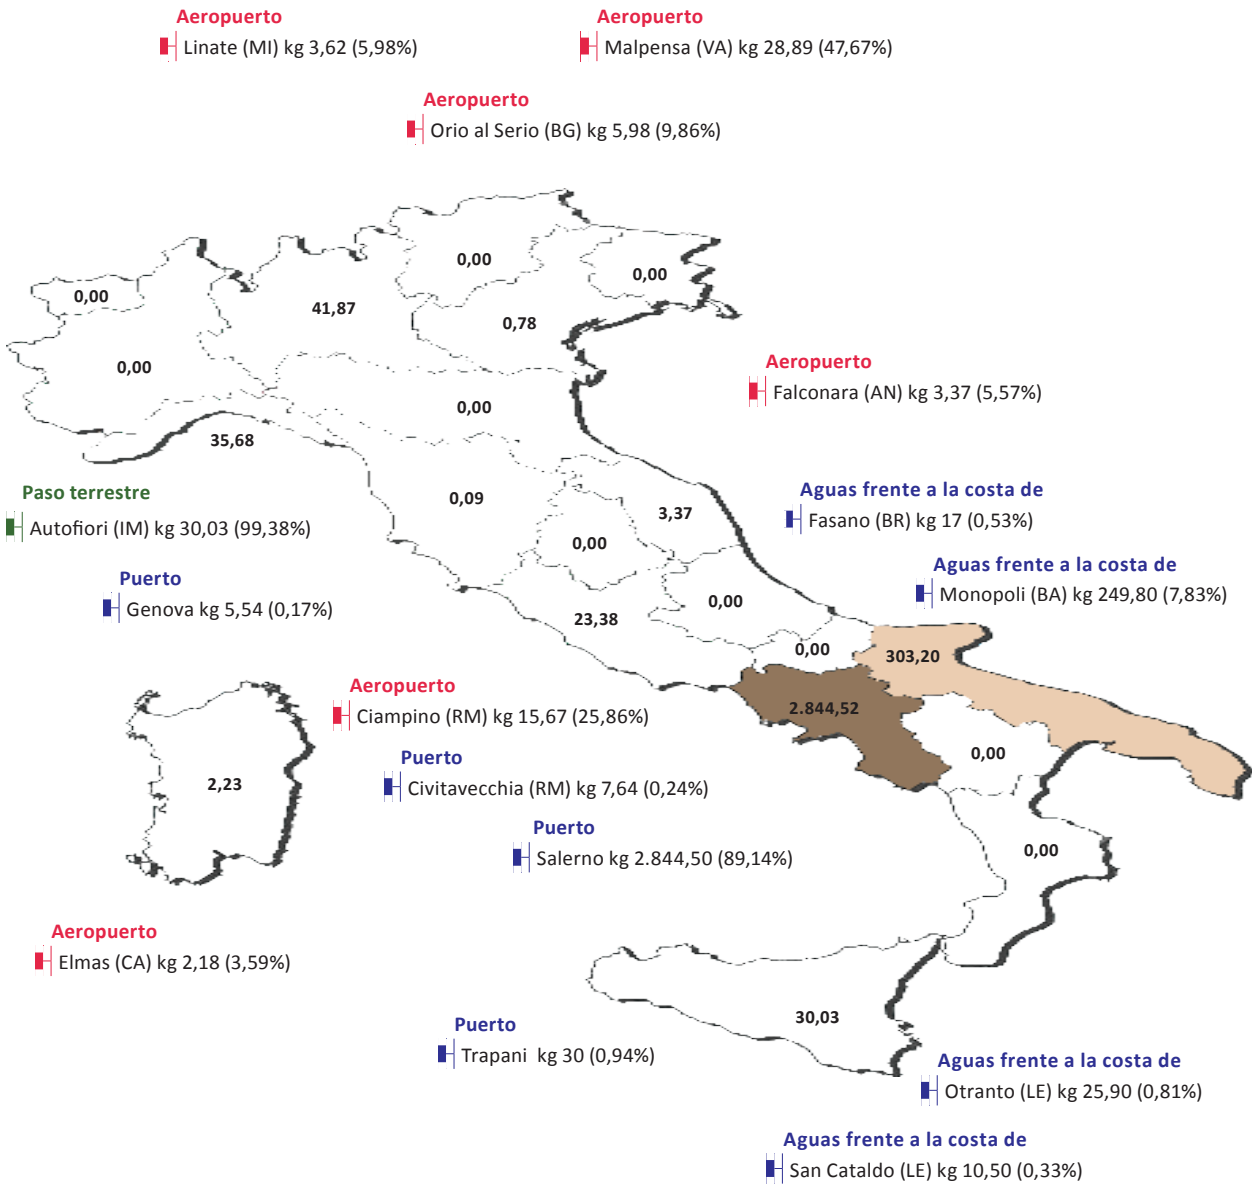 Aeropuerto
Linate (MI) kg 3,62 (5,98%)
Aeropuerto
Malpensa (VA) kg 28,89 (47,67%)
Aeropuerto
Orio al Serio (BG) kg 5,98 (9,86%)
0,00
0,00
0,00
41,87
0,78
0,00
Aeropuerto
Falconara (AN) kg 3,37 (5,57%)
0,00
35,68
Paso terrestre
Autofiori (IM) kg 30,03 (99,38%)
0,09
3,37
Aguas frente a la costa de
Fasano (BR) kg 17 (0,53%)
0,00
Puerto
Genova kg 5,54 (0,17%)
Aguas frente a la costa de
Monopoli (BA) kg 249,80 (7,83%)
0,00
23,38
0,00
303,20
Aeropuerto
Ciampino (RM) kg 15,67 (25,86%)
2.844,52
0,00
2,23
Puerto
Civitavecchia (RM) kg 7,64 (0,24%)
Puerto
Salerno kg 2.844,50 (89,14%)
0,00
Aeropuerto
Elmas (CA) kg 2,18 (3,59%)
30,03
Puerto
Trapani kg 30 (0,94%)
Aguas frente a la costa de
Otranto (LE) kg 25,90 (0,81%)
Aguas frente a la costa de
San Cataldo (LE) kg 10,50 (0,33%)